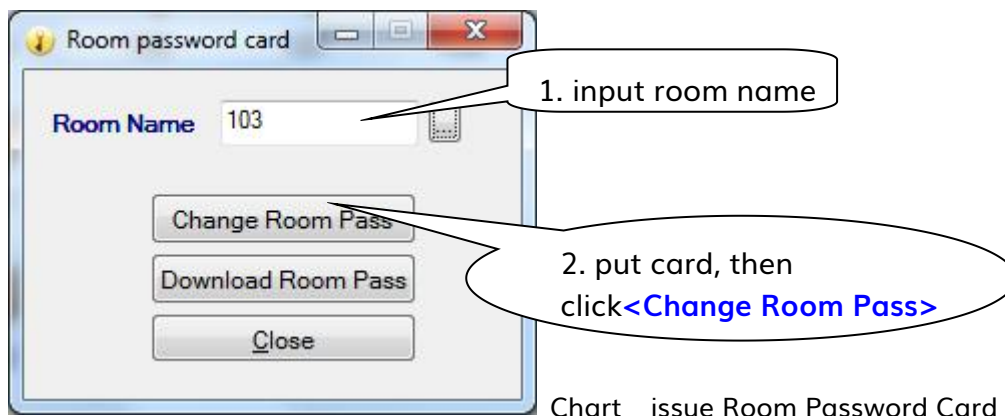 Room password card
1. input room name
Room Name 103 ...
Change Room Pass
2. put card, then
click<Change Room Pass>
Download Room Pass
Close
Chart issue Room Password Card